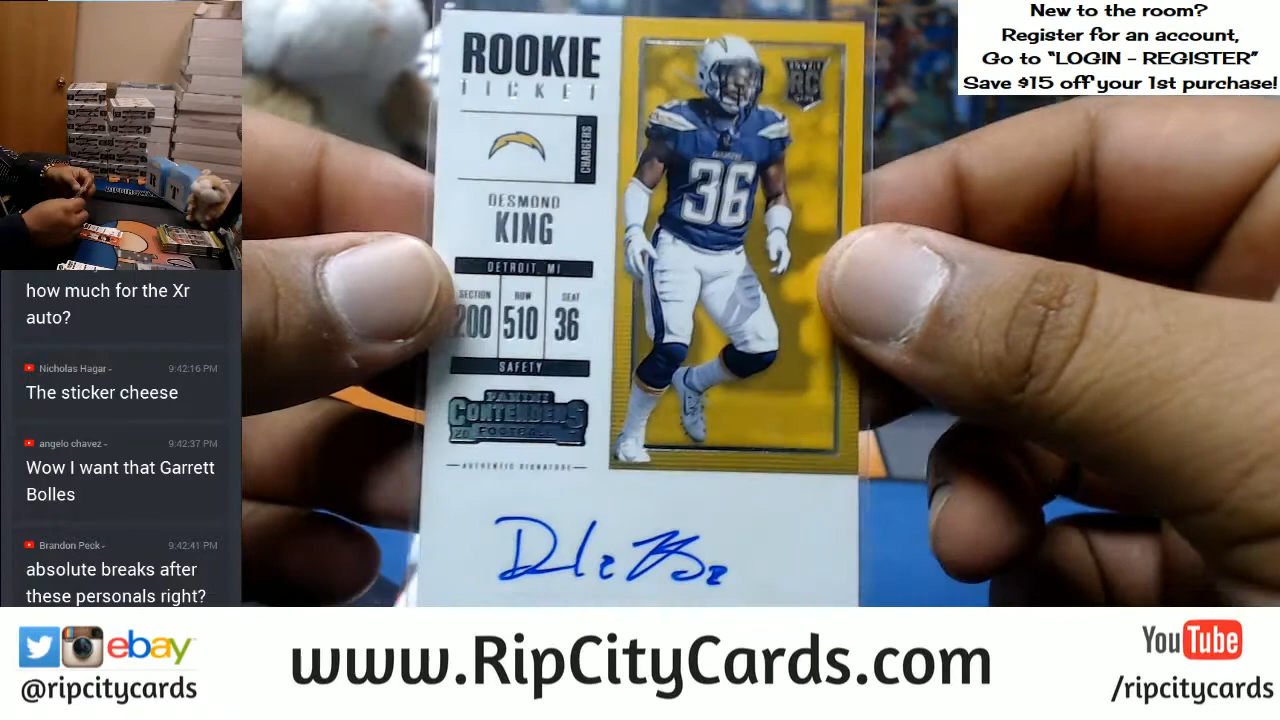 New to the room?
Register for an account,
Go to "LOGIN - REGISTER"
Save $15 off your 1st purchase!
ROOKIE
TICKET
CHARGERS
DESMOND
KING
DETROIT, MI
SECTION ROW SEAT
200 510 36
SAFETY
PANINI
CONTENDERS
20 FOOTBALL
AUTHENTIC SIGNATURE
RC
36
how much for the Xr
auto?
Nicholas Hagar- 9:42:16 PM
The sticker cheese
angelo chavez- 9:42:37 PM
Wow I want that Garrett
Bolles
Brandon Peck- 9:42:41 PM
absolute breaks after
these personals right?
ebay
@ripcitycards
www.RipCityCards.com
YouTube
/ripcitycards